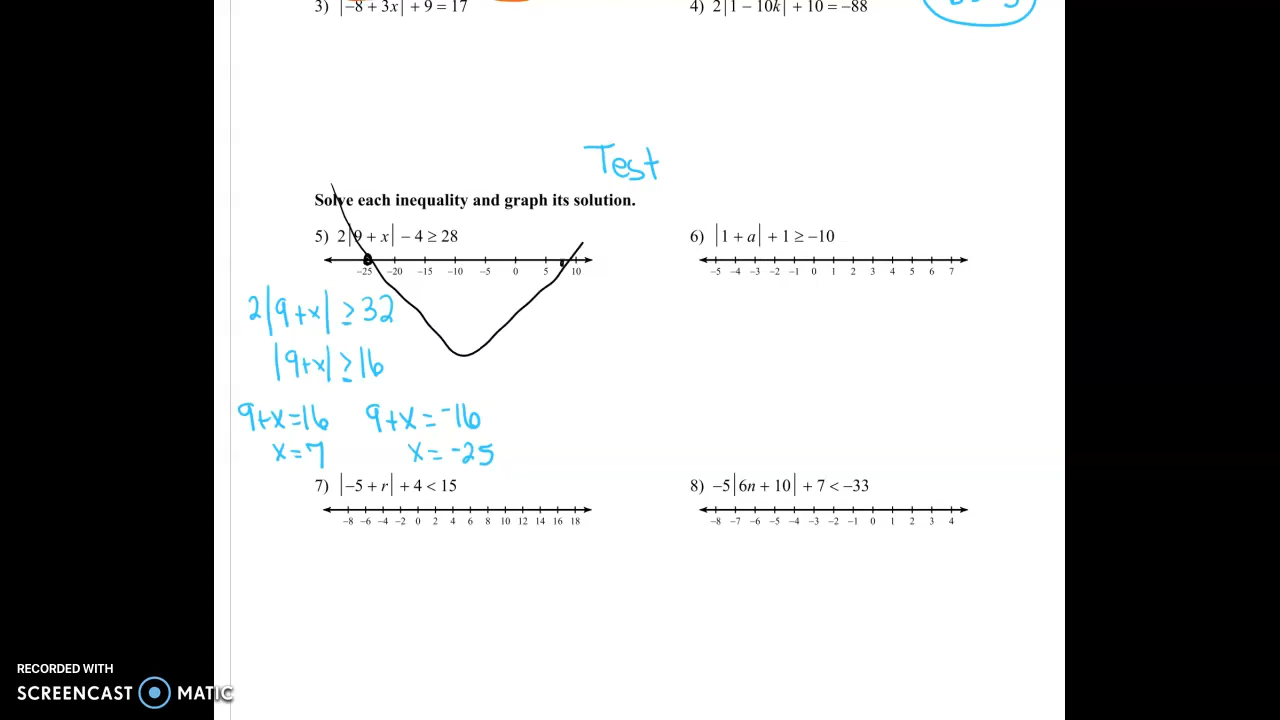 3) |−8 + 3x| + 9 = 17
4) 2|1 − 10k| + 10 = −88
Test
Solve each inequality and graph its solution.
5) 2|9 + x| − 4 ≥ 28
−25 −20 −15 −10 −5 0 5 10
6) |1 + a| + 1 ≥ −10
−5 −4 −3 −2 −1 0 1 2 3 4 5 6 7
2|9+x| ≥ 32
|9+x| ≥ 16
9+x=16 9+x=-16
x=7 x=-25
7) |−5 + r| + 4 < 15
−8 −6 −4 −2 0 2 4 6 8 10 12 14 16 18
8) −5|6n + 10| + 7 < −33
−8 −7 −6 −5 −4 −3 −2 −1 0 1 2 3 4
RECORDED WITH
SCREENCAST MATIC